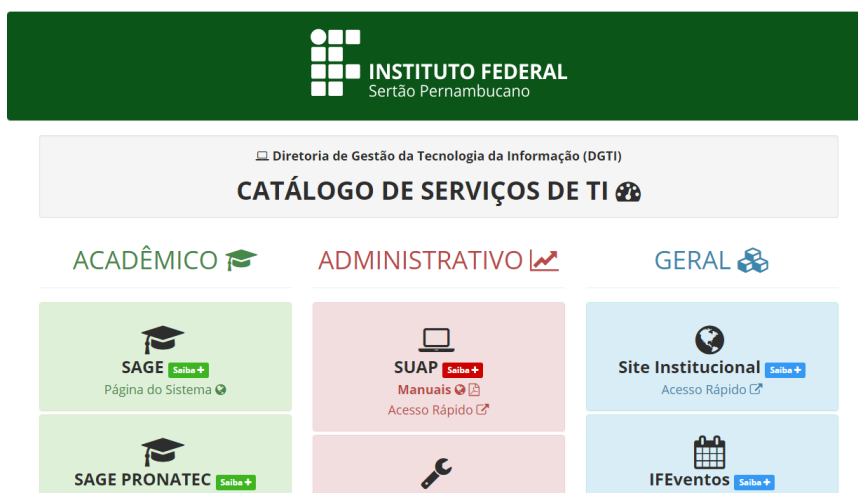 INSTITUTO FEDERAL
Sertão Pernambucano
Diretoria de Gestão da Tecnologia da Informação (DGTI)
CATÁLOGO DE SERVIÇOS DE TI
ACADÊMICO
SAGE Saiba +
Página do Sistema
SAGE PRONATEC Saiba +
ADMINISTRATIVO
SUAP Saiba +
Manuais
Acesso Rápido
GERAL
Site Institucional Saiba +
Acesso Rápido
IFEventos Saiba +